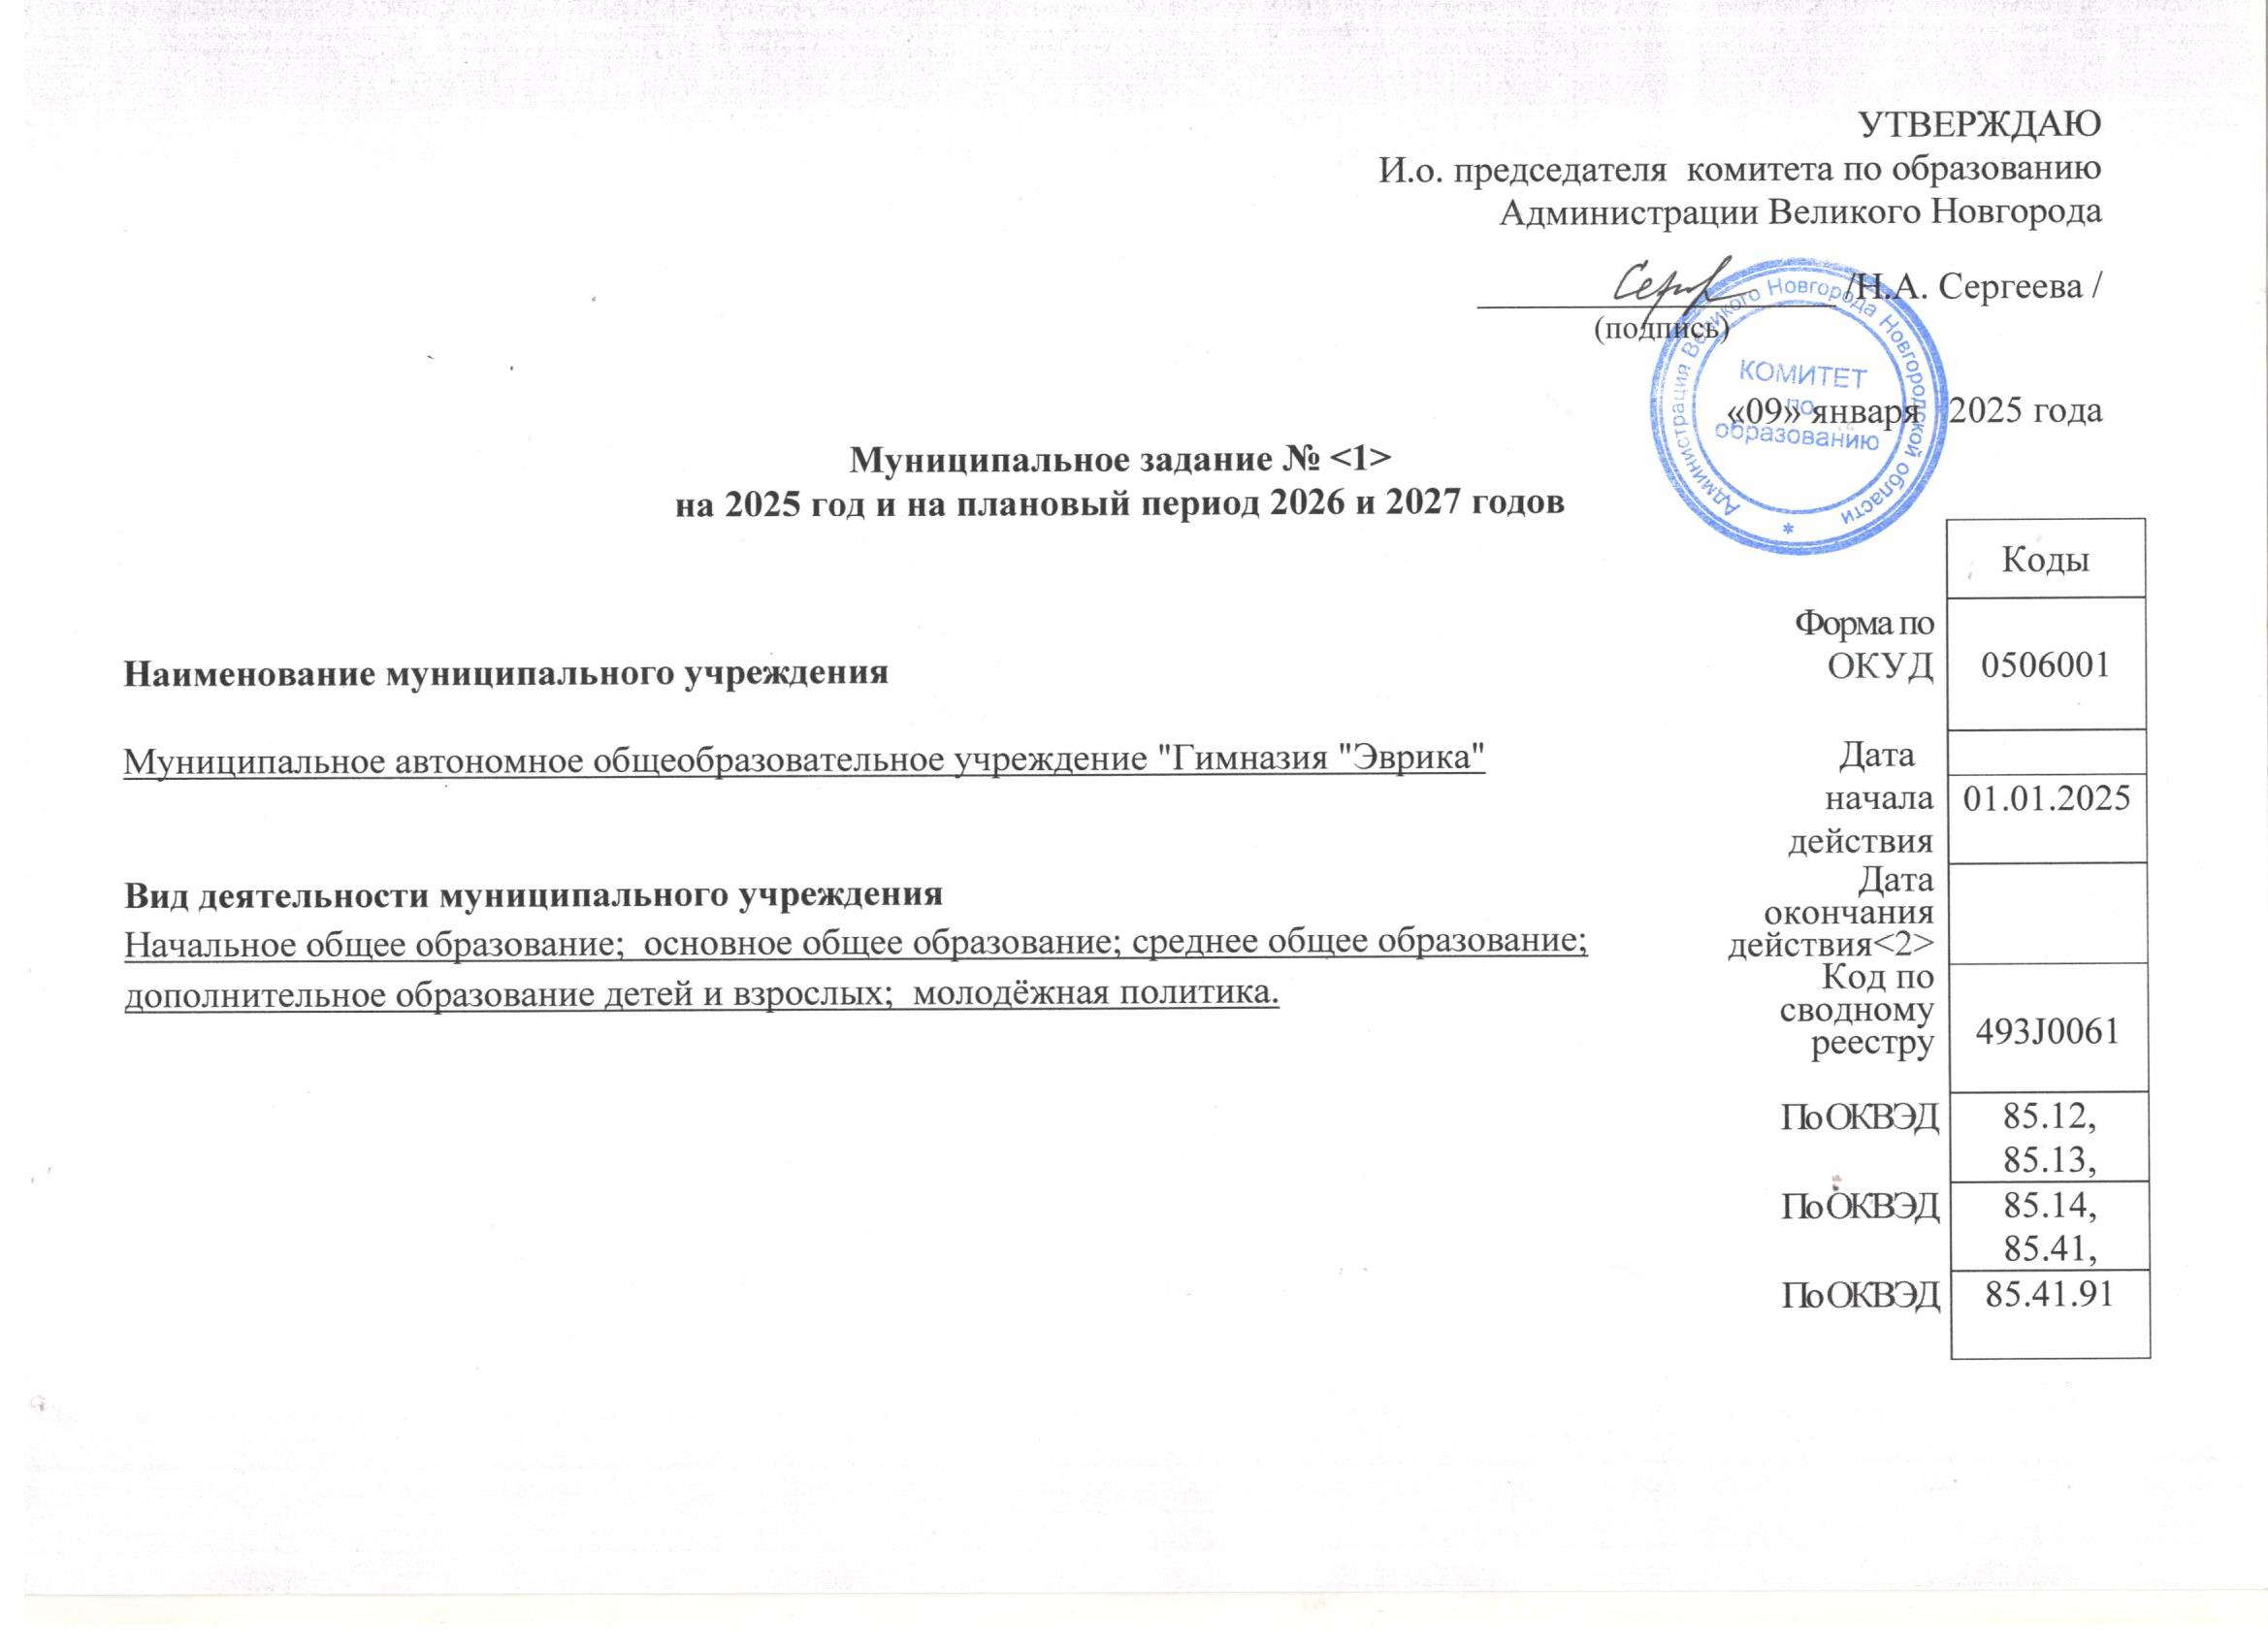 УТВЕРЖДАЮ
И.о. председателя комитета по образованию
Администрации Великого Новгорода
/Н.А. Сергеева /
(подпись)
Администрация Великого Новгорода Новгородской области
КОМИТЕТ
по
образованию
«09» января 2025 года
Муниципальное задание № <1>
на 2025 год и на плановый период 2026 и 2027 годов
Коды
Форма по
Наименование муниципального учреждения ОКУД 0506001
Муниципальное автономное общеобразовательное учреждение "Гимназия "Эврика" Дата
начала 01.01.2025
действия
Вид деятельности муниципального учреждения Дата
окончания
Начальное общее образование; основное общее образование; среднее общее образование; действия<2>
дополнительное образование детей и взрослых; молодёжная политика. Код по
сводному
реестру 493J0061
По ОКВЭД 85.12,
85.13,
По ОКВЭД 85.14,
85.41,
По ОКВЭД 85.41.91